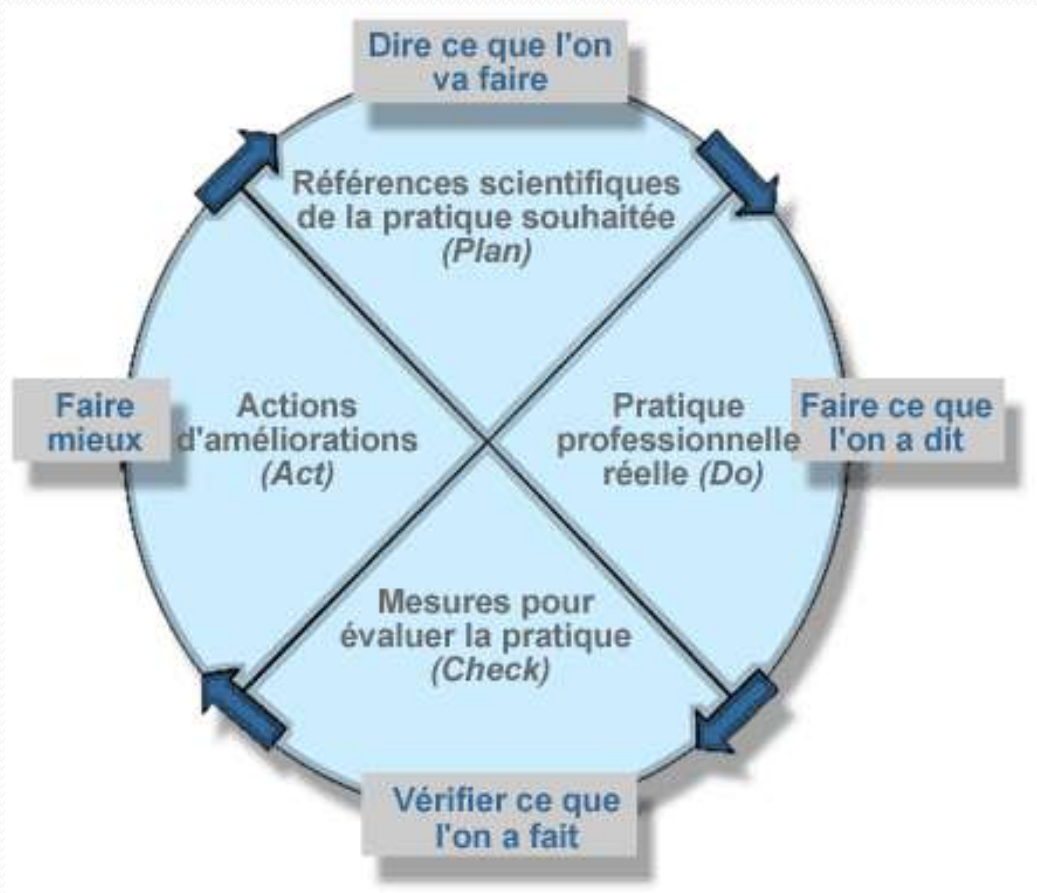 Dire ce que l'on
va faire
Références scientifiques
de la pratique souhaitée
(Plan)
Faire
mieux
Actions
d'améliorations
(Act)
Pratique
professionnelle
réelle (Do)
Faire ce que
l'on a dit
Mesures pour
évaluer la pratique
(Check)
Vérifier ce que
l'on a fait